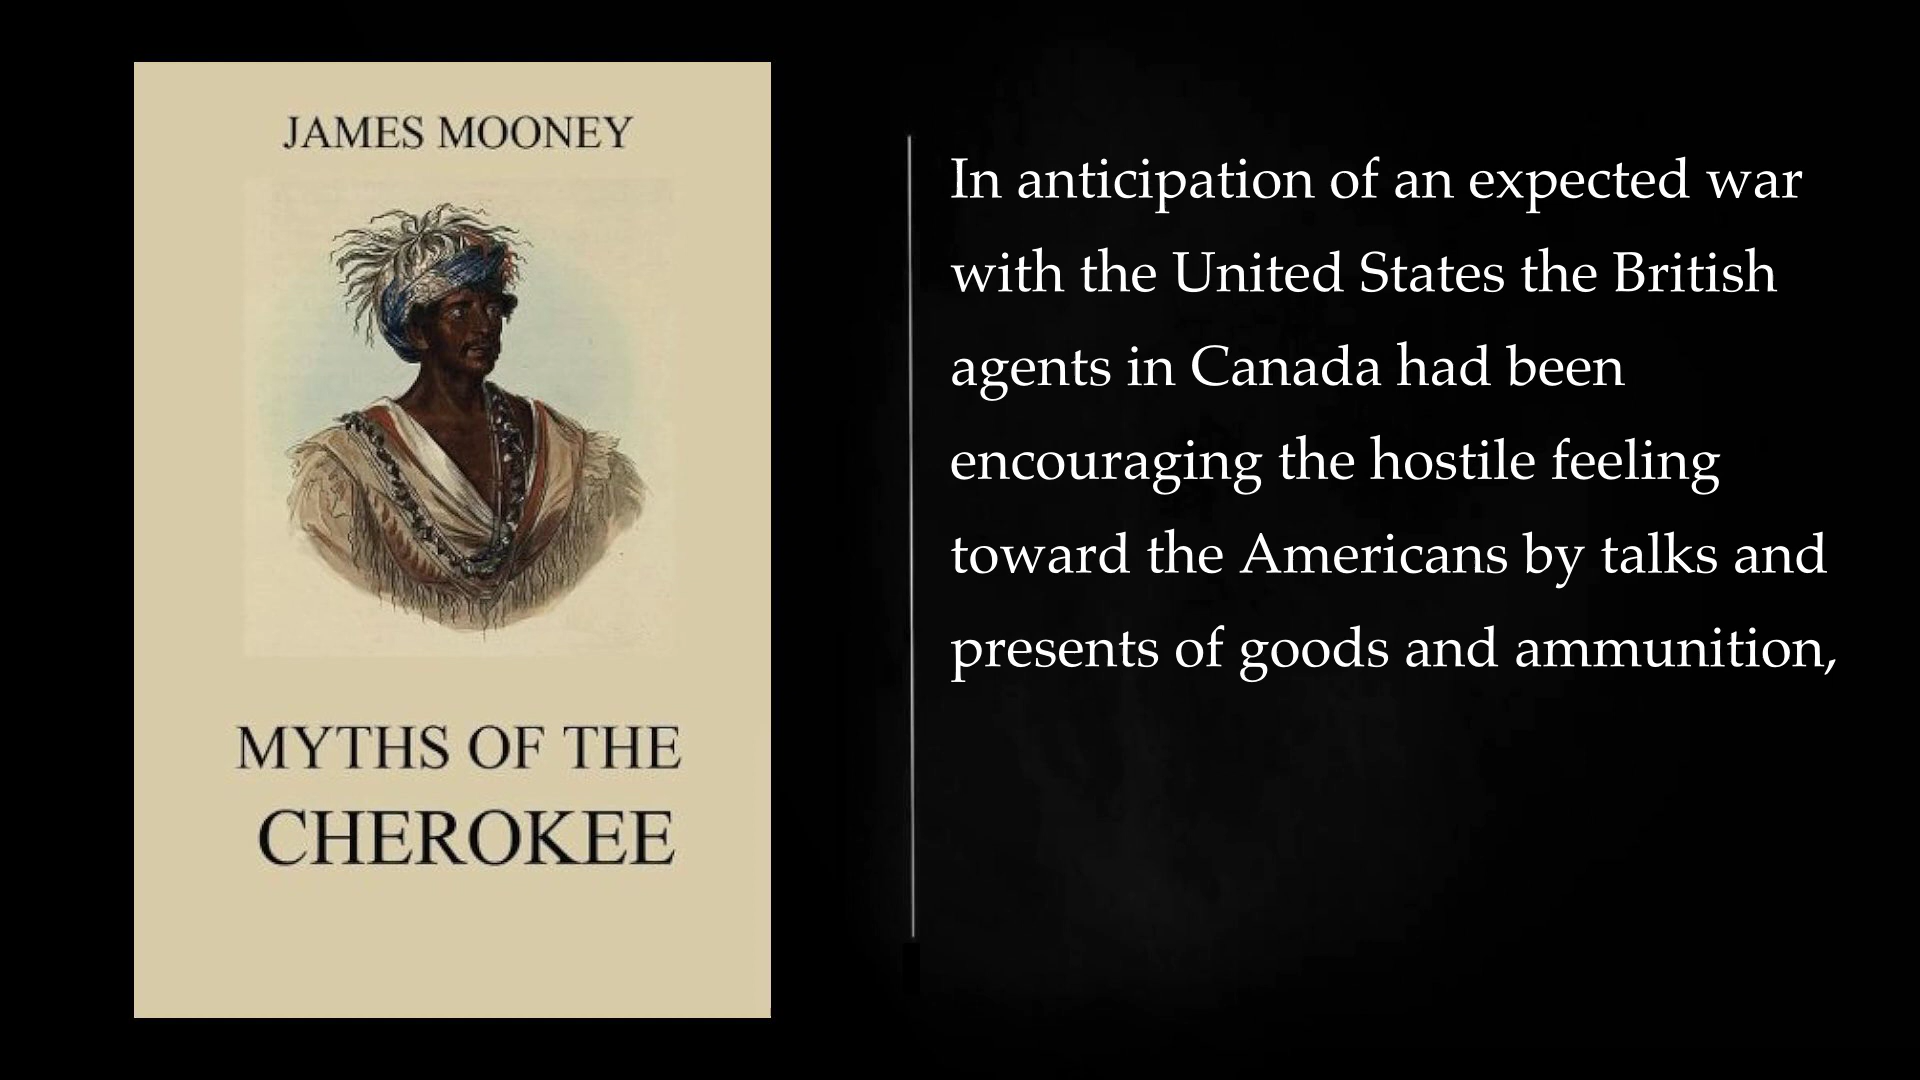 JAMES MOONEY
MYTHS OF THE
CHEROKEE
In anticipation of an expected war
with the United States the British
agents in Canada had been
encouraging the hostile feeling
toward the Americans by talks and
presents of goods and ammunition,